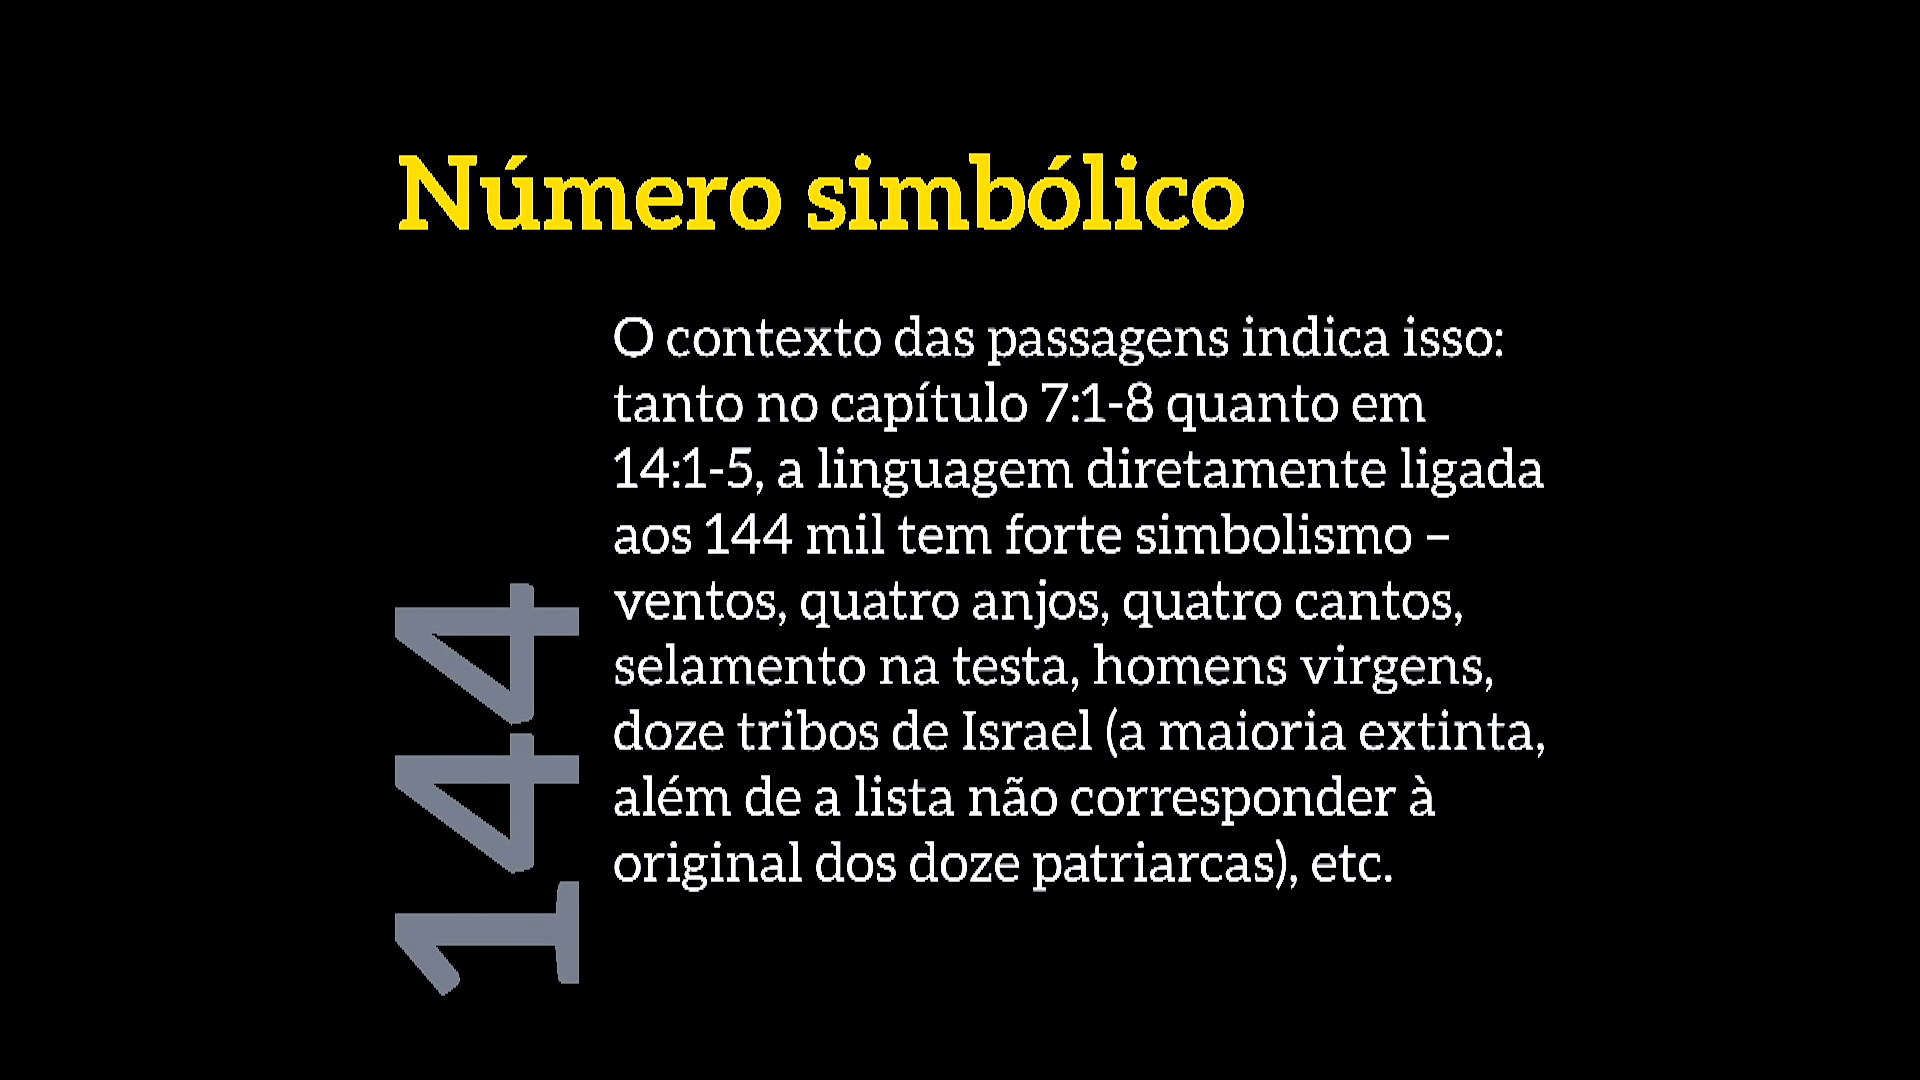 Número simbólico
O contexto das passagens indica isso:
tanto no capítulo 7:1-8 quanto em
14:1-5, a linguagem diretamente ligada
aos 144 mil tem forte simbolismo –
ventos, quatro anjos, quatro cantos,
selamento na testa, homens virgens,
doze tribos de Israel (a maioria extinta,
além de a lista não corresponder à
original dos doze patriarcas), etc.
144